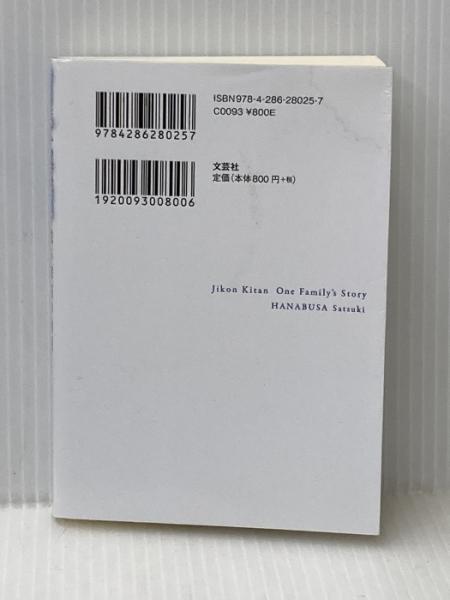 ISBN978-4-286-28025-7
C0093 ¥800E
9784286280257
文芸社
定価(本体800円+税)
1920093008006
Jikon Kitan One Family's Story
HANABUSA Satsuki